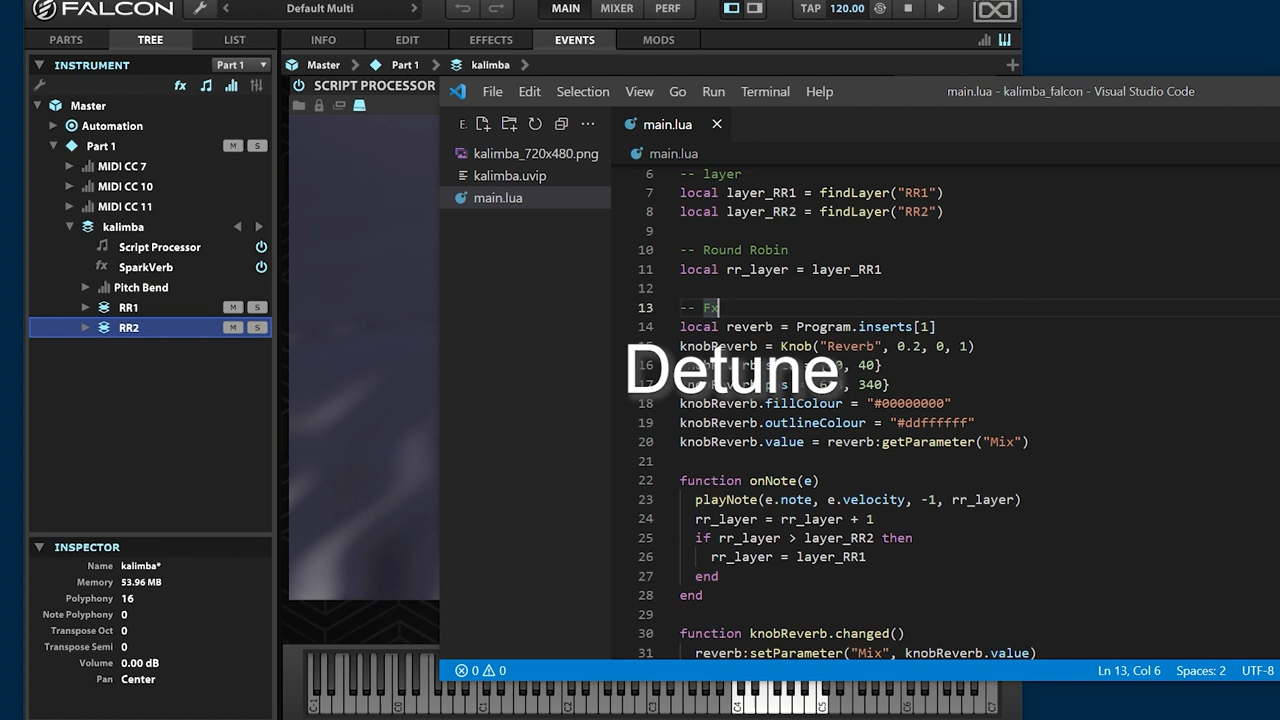 FALCON
Default Multi
MAIN
MIXER
PERF
TAP
120.00
PARTS
TREE
LIST
INFO
EDIT
EFFECTS
EVENTS
MODS
INSTRUMENT
Part 1
Master
Part 1
kalimba
fx
SCRIPT PROCESSOR
Master
Automation
Part 1
M
S
MIDI CC 7
MIDI CC 10
MIDI CC 11
kalimba
Script Processor
fx
SparkVerb
Pitch Bend
RR1
M
S
RR2
M
S
INSPECTOR
Name kalimba*
Memory 53.96 MB
Polyphony 16
Note Polyphony 0
Transpose Oct 0
Transpose Semi 0
Volume 0.00 dB
Pan Center
File
Edit
Selection
View
Go
Run
Terminal
Help
main.lua - kalimba_falcon - Visual Studio Code
E.
main.lua
kalimba_720x480.png
kalimba.uvip
main.lua
main.lua
6 -- layer
7 local layer_RR1 = findLayer("RR1")
8 local layer_RR2 = findLayer("RR2")
9
10 -- Round Robin
11 local rr_layer = layer_RR1
12
13 -- Fx
14 local reverb = Program.inserts[1]
knobReverb = Knob("Reverb", 0.2, 0, 1)
, 40}
, 340}
Detune
18 knobReverb.fillColour = "#00000000"
19 knobReverb.outlineColour = "#ddffffff"
20 knobReverb.value = reverb:getParameter("Mix")
21
22 function onNote(e)
23 playNote(e.note, e.velocity, -1, rr_layer)
24 rr_layer = rr_layer + 1
25 if rr_layer > layer_RR2 then
26 rr_layer = layer_RR1
27 end
28 end
29
30 function knobReverb.changed()
31 reverb:setParameter("Mix", knobReverb.value)
0
0
Ln 13, Col 6
Spaces: 2
UTF-8
C4
C5
C6
C7